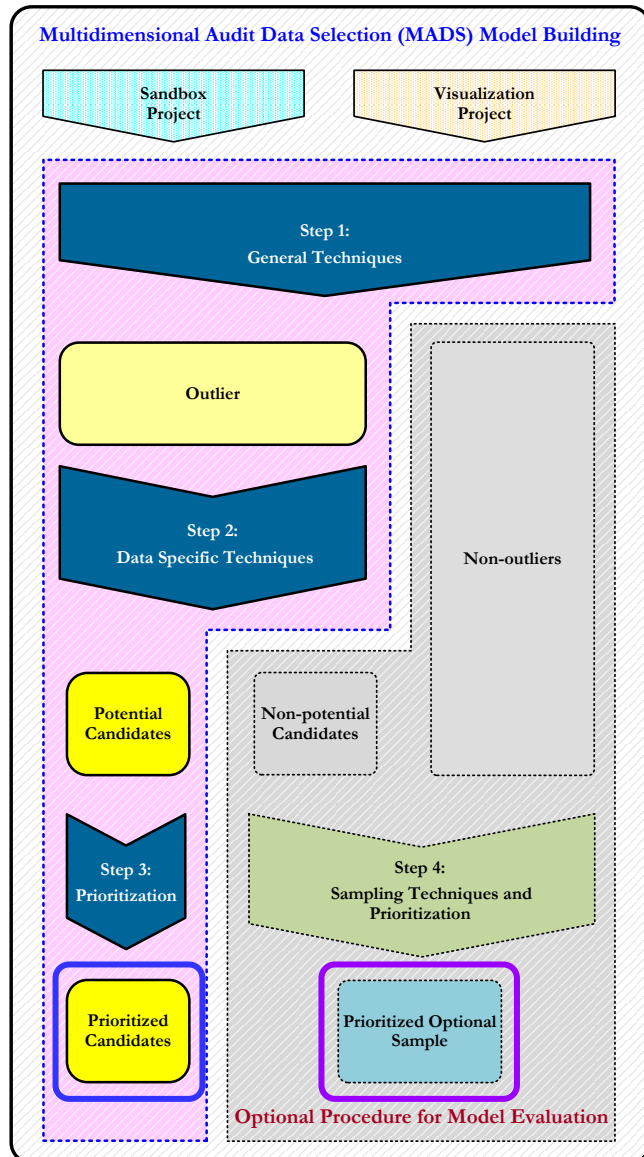 Multidimensional Audit Data Selection (MADS) Model Building
Sandbox
Project
Visualization
Project
Step 1:
General Techniques
Outlier
Step 2:
Data Specific Techniques
Non-outliers
Potential
Candidates
Non-potential
Candidates
Step 3:
Prioritization
Step 4:
Sampling Techniques and
Prioritization
Prioritized
Candidates
Prioritized Optional
Sample
Optional Procedure for Model Evaluation